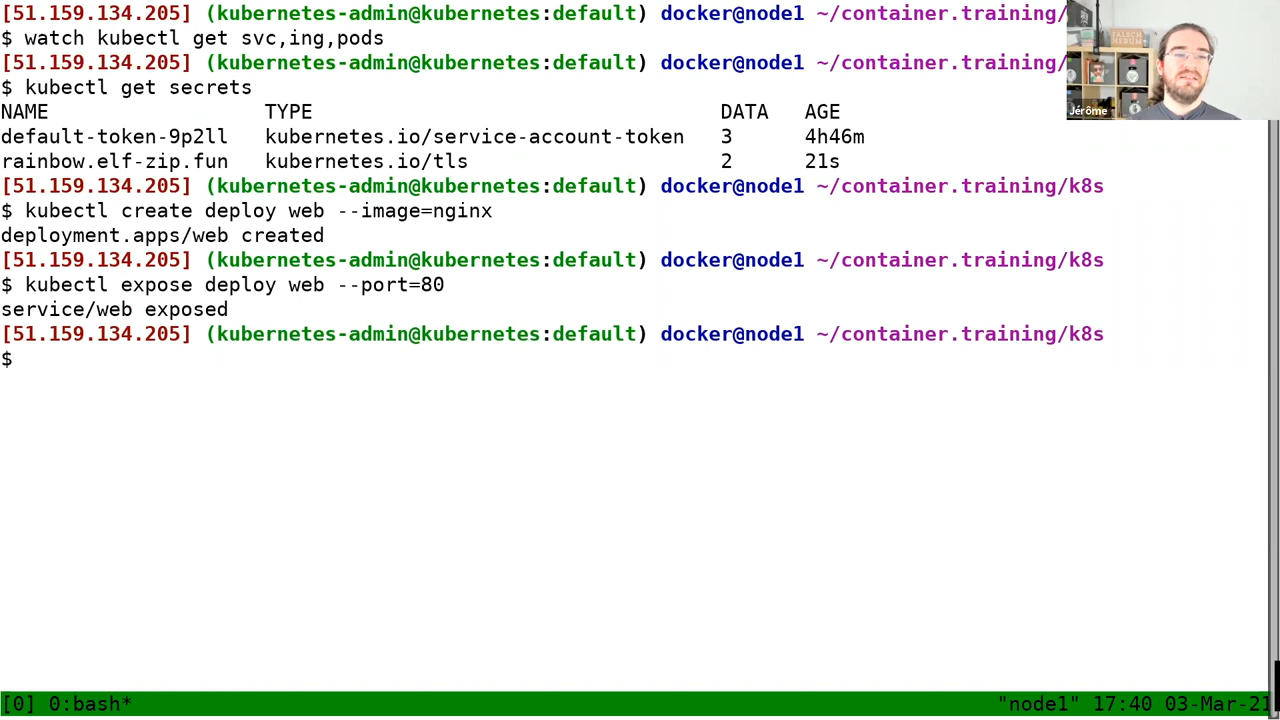 [51.159.134.205] (kubernetes-admin@kubernetes:default) docker@node1 ~/container.training/
$ watch kubectl get svc,ing,pods
[51.159.134.205] (kubernetes-admin@kubernetes:default) docker@node1 ~/container.training/
$ kubectl get secrets
NAME TYPE DATA AGE
default-token-9p2ll kubernetes.io/service-account-token 3 4h46m
rainbow.elf-zip.fun kubernetes.io/tls 2 21s
[51.159.134.205] (kubernetes-admin@kubernetes:default) docker@node1 ~/container.training/k8s
$ kubectl create deploy web --image=nginx
deployment.apps/web created
[51.159.134.205] (kubernetes-admin@kubernetes:default) docker@node1 ~/container.training/k8s
$ kubectl expose deploy web --port=80
service/web exposed
[51.159.134.205] (kubernetes-admin@kubernetes:default) docker@node1 ~/container.training/k8s
$
FALSCH
HERUM
Jérôme
[0] 0:bash* "node1" 17:40 03-Mar-21